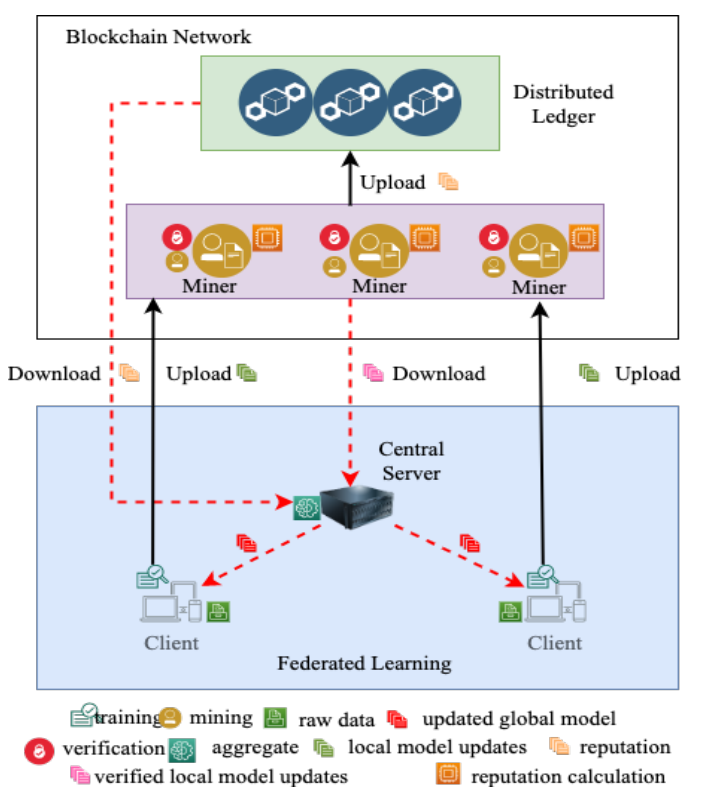 Blockchain Network
Distributed
Ledger
Upload
Miner
Miner
Miner
Download
Upload
Download
Upload
Central
Server
Client
Client
Federated Learning
training
mining
raw data
updated global model
verification
aggregate
local model updates
reputation
verified local model updates
reputation calculation